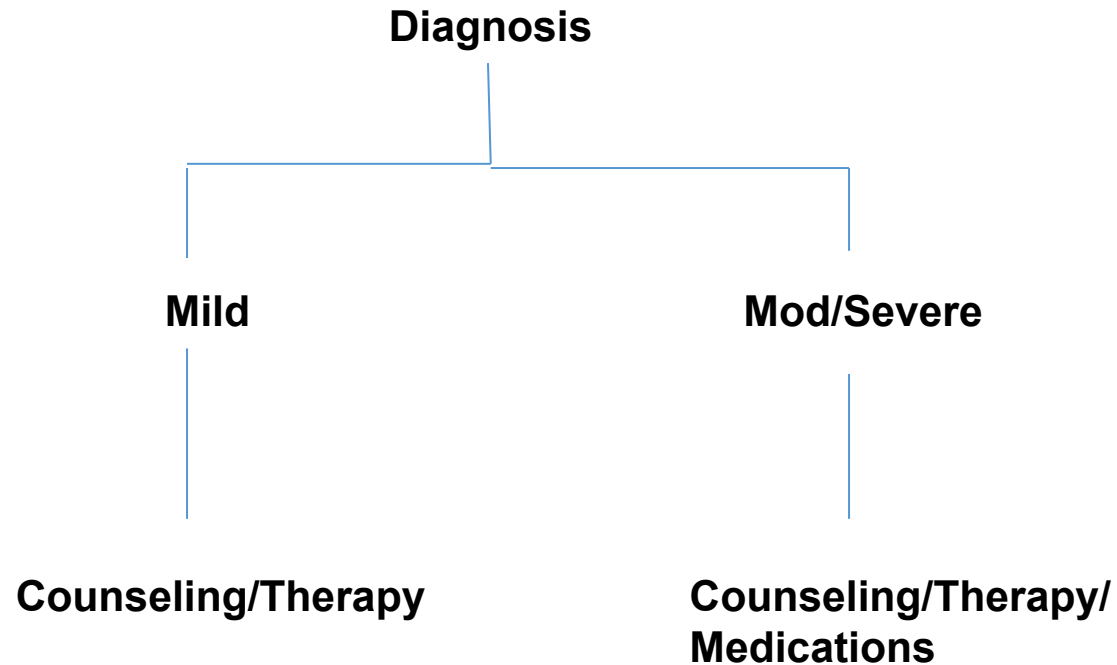 Diagnosis
Mild
Mod/Severe
Counseling/Therapy
Counseling/Therapy/
Medications